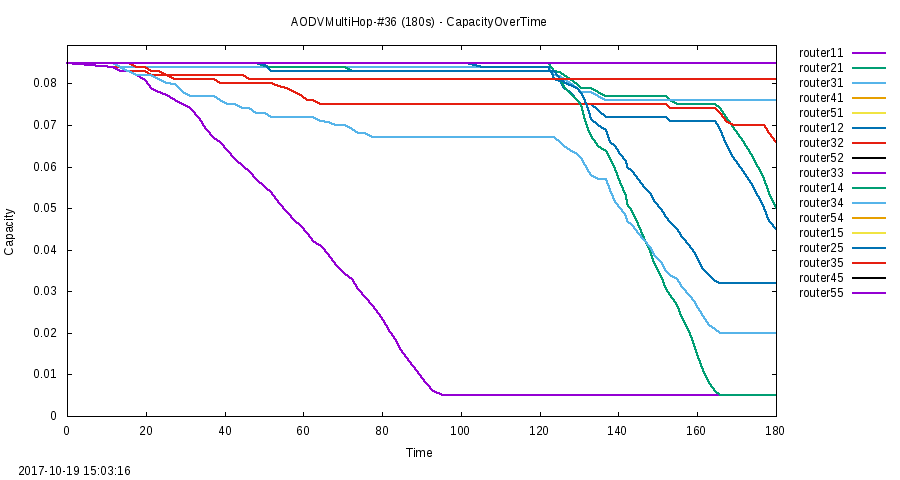 AODVMultiHop-#36 (180s) - CapacityOverTime
Capacity
0.08
0.07
0.06
0.05
0.04
0.03
0.02
0.01
0
0 20 40 60 80 100 120 140 160 180
Time
router11
router21
router31
router41
router51
router12
router32
router52
router33
router14
router34
router54
router15
router25
router35
router45
router55
2017-10-19 15:03:16